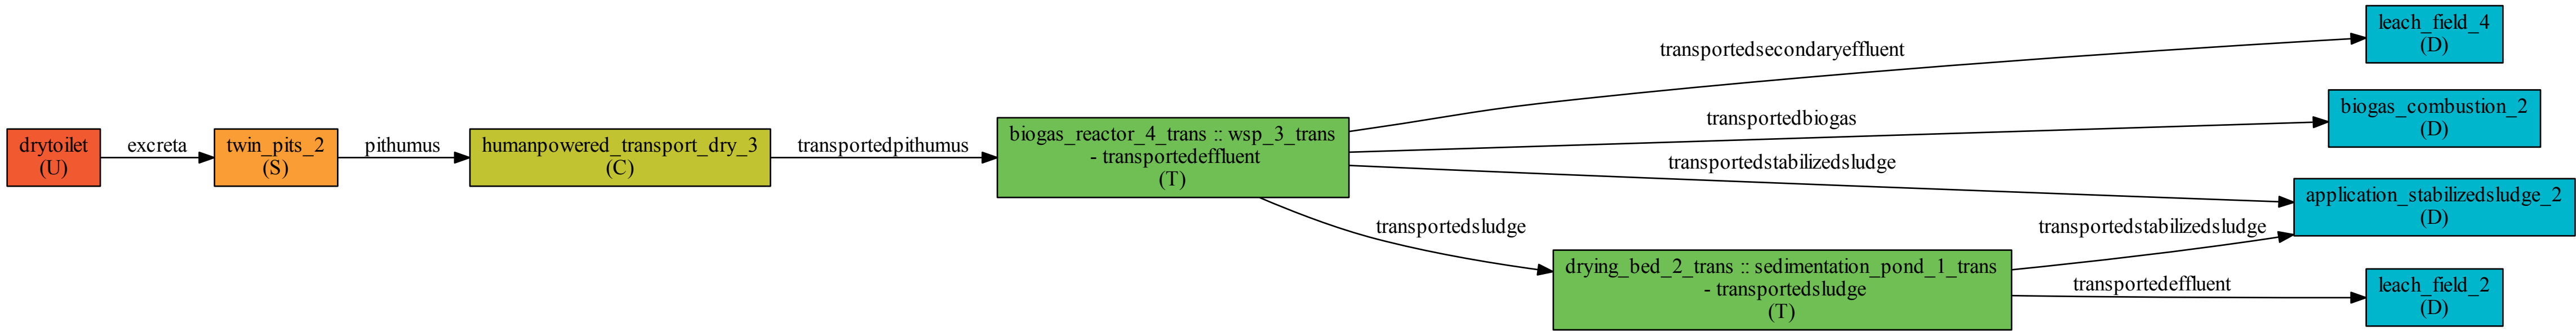 drytoilet
(U)
excreta
twin_pits_2
(S)
pithumus
humanpowered_transport_dry_3
(C)
transportedpithumus
biogas_reactor_4_trans :: wsp_3_trans
- transportedeffluent
(T)
transportedsecondaryeffluent
leach_field_4
(D)
transportedbiogas
biogas_combustion_2
(D)
transportedstabilizedsludge
application_stabilizedsludge_2
(D)
transportedsludge
drying_bed_2_trans :: sedimentation_pond_1_trans
- transportedsludge
(T)
transportedstabilizedsludge
transportedeffluent
leach_field_2
(D)